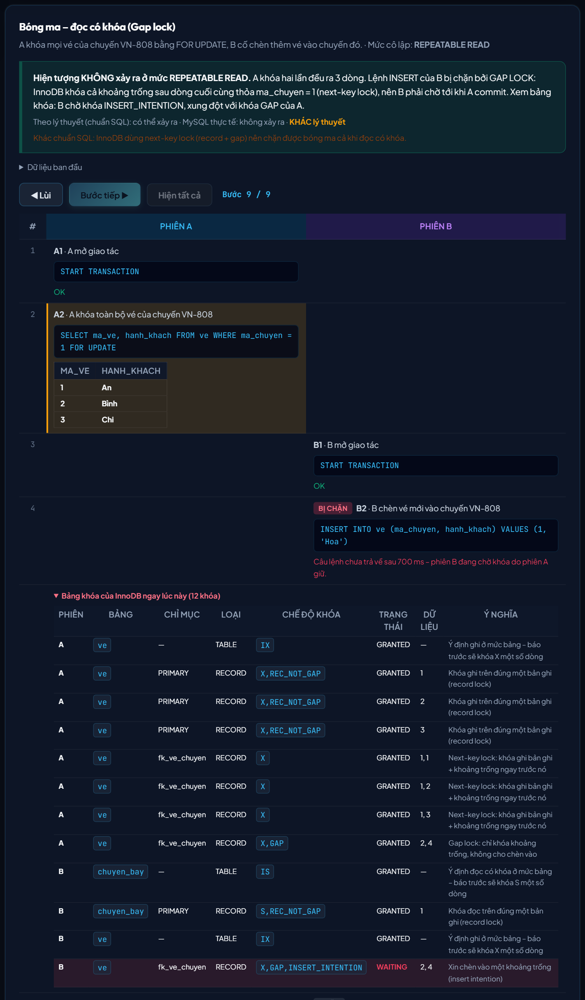 Bóng ma – đọc có khóa (Gap lock)
A khóa mọi vé của chuyến VN-808 bằng FOR UPDATE, B cố chèn thêm vé vào chuyến đó. · Mức cô lập: REPEATABLE READ
Hiện tượng KHÔNG xảy ra ở mức REPEATABLE READ. A khóa hai lần đều ra 3 dòng. Lệnh INSERT của B bị chặn bởi GAP LOCK:
InnoDB khóa cả khoảng trống sau dòng cuối cùng thỏa ma_chuyen = 1 (next-key lock), nên B phải chờ tới khi A commit. Xem bảng
khóa: B chờ khóa INSERT_INTENTION, xung đột với khóa GAP của A.
Theo lý thuyết (chuẩn SQL): có thể xảy ra · MySQL thực tế: không xảy ra · KHÁC lý thuyết
Khác chuẩn SQL: InnoDB dùng next-key lock (record + gap) nên chặn được bóng ma cả khi đọc có khóa.
▶ Dữ liệu ban đầu
◀ Lùi Bước tiếp ▶ Hiện tất cả Bước 9 / 9
# PHIÊN A PHIÊN B
1 A1 · A mở giao tác
START TRANSACTION
OK
2 A2 · A khóa toàn bộ vé của chuyến VN-808
SELECT ma_ve, hanh_khach FROM ve WHERE ma_chuyen =
1 FOR UPDATE
MA_VE HANH_KHACH
1 An
2 Bình
3 Chi
3 B1 · B mở giao tác
START TRANSACTION
OK
4 BỊ CHẶN B2 · B chèn vé mới vào chuyến VN-808
INSERT INTO ve (ma_chuyen, hanh_khach) VALUES (1,
'Hoa')
Câu lệnh chưa trả về sau 700 ms – phiên B đang chờ khóa do phiên A
giữ.
▼ Bảng khóa của InnoDB ngay lúc này (12 khóa)
PHIÊN BẢNG CHỈ MỤC LOẠI CHẾ ĐỘ KHÓA TRẠNG DỮ Ý NGHĨA
THÁI LIỆU
A ve — TABLE IX GRANTED — Ý định ghi ở mức bảng – báo
trước sẽ khóa X một số dòng
A ve PRIMARY RECORD X,REC_NOT_GAP GRANTED 1 Khóa ghi trên đúng một bản ghi
(record lock)
A ve PRIMARY RECORD X,REC_NOT_GAP GRANTED 2 Khóa ghi trên đúng một bản ghi
(record lock)
A ve PRIMARY RECORD X,REC_NOT_GAP GRANTED 3 Khóa ghi trên đúng một bản ghi
(record lock)
A ve fk_ve_chuyen RECORD X GRANTED 1, 1 Next-key lock: khóa ghi bản ghi
+ khoảng trống ngay trước nó
A ve fk_ve_chuyen RECORD X GRANTED 1, 2 Next-key lock: khóa ghi bản ghi
+ khoảng trống ngay trước nó
A ve fk_ve_chuyen RECORD X GRANTED 1, 3 Next-key lock: khóa ghi bản ghi
+ khoảng trống ngay trước nó
A ve fk_ve_chuyen RECORD X,GAP GRANTED 2, 4 Gap lock: chỉ khóa khoảng
trống, không cho chèn vào
B chuyen_bay — TABLE IS GRANTED — Ý định đọc có khóa ở mức bảng
– báo trước sẽ khóa S một số
dòng
B chuyen_bay PRIMARY RECORD S,REC_NOT_GAP GRANTED 1 Khóa đọc trên đúng một bản
ghi (record lock)
B ve — TABLE IX GRANTED — Ý định ghi ở mức bảng – báo
trước sẽ khóa X một số dòng
B ve fk_ve_chuyen RECORD X,GAP,INSERT_INTENTION WAITING 2, 4 Xin chèn vào một khoảng trống
(insert intention)